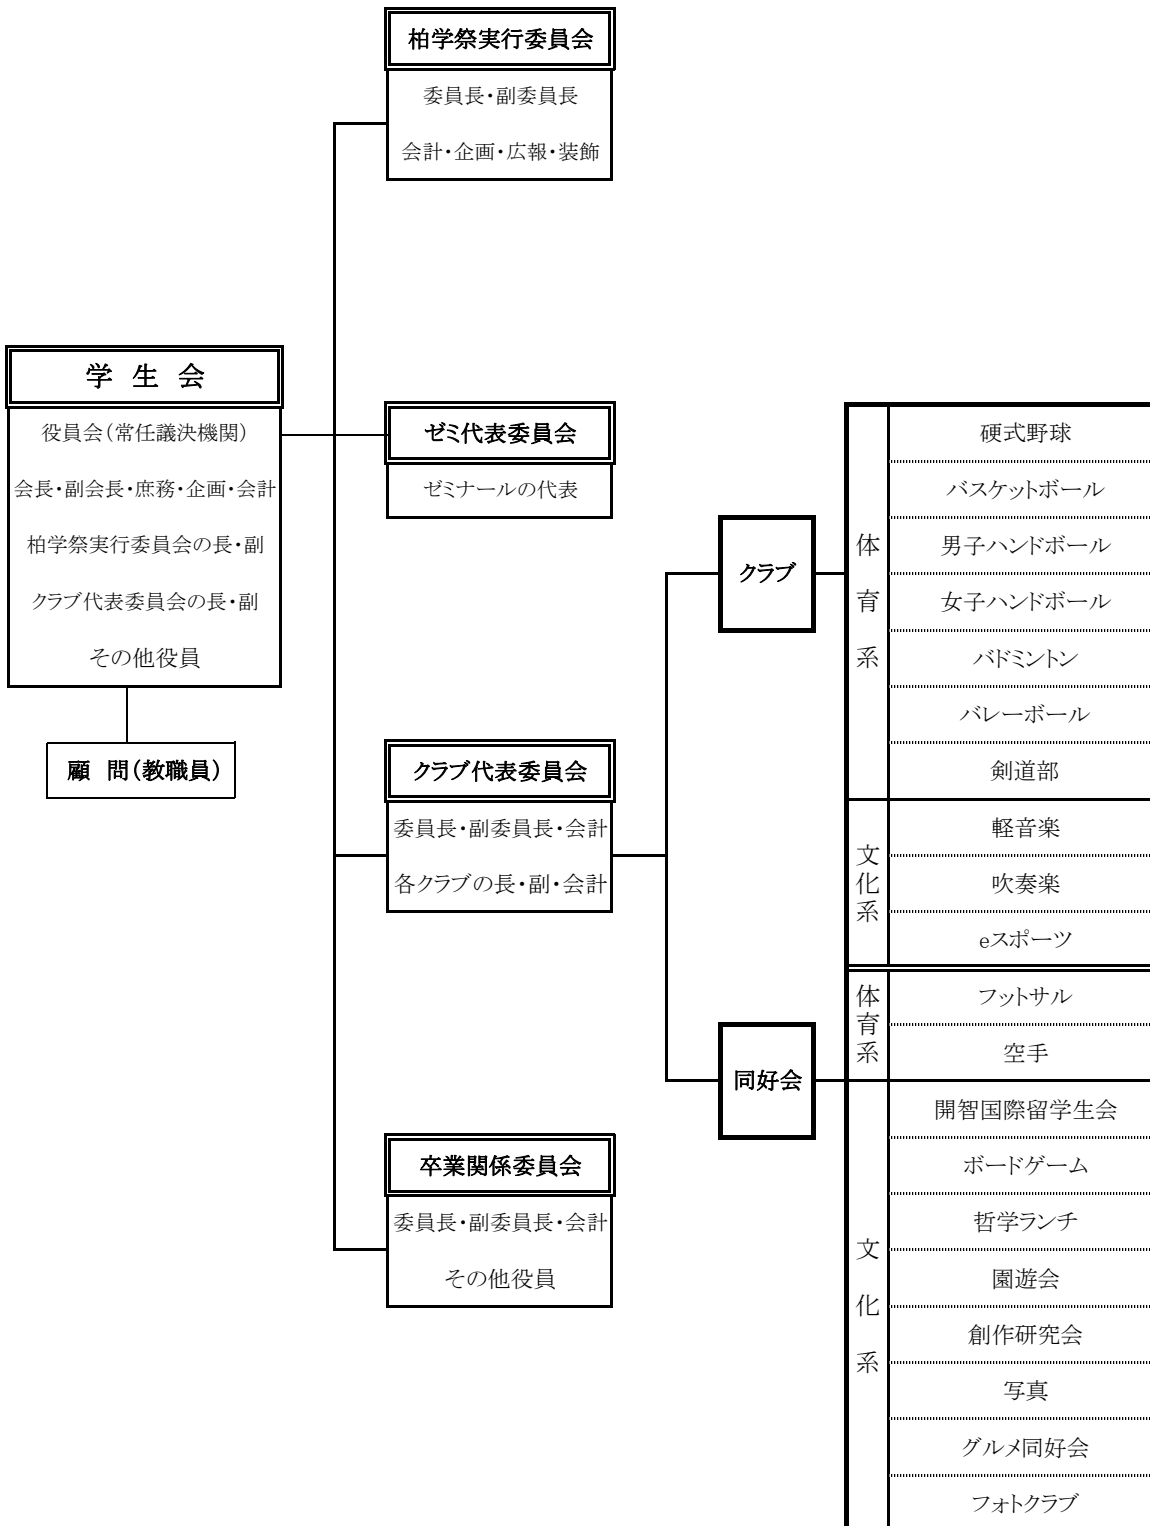 柏学祭実行委員会
委員長・副委員長
会計・企画・広報・装飾
学 生 会
役員会(常任議決機関)
会長・副会長・庶務・企画・会計
柏学祭実行委員会の長・副
クラブ代表委員会の長・副
その他役員
顧 問(教職員)
ゼミ代表委員会
ゼミナールの代表
クラブ代表委員会
委員長・副委員長・会計
各クラブの長・副・会計
卒業関係委員会
委員長・副委員長・会計
その他役員
クラブ
体育系
硬式野球
バスケットボール
男子ハンドボール
女子ハンドボール
バドミントン
バレーボール
剣道部
文化系
軽音楽
吹奏楽
eスポーツ
同好会
体育系
フットサル
空手
文化系
開智国際留学生会
ボードゲーム
哲学ランチ
園遊会
創作研究会
写真
グルメ同好会
フォトクラブ